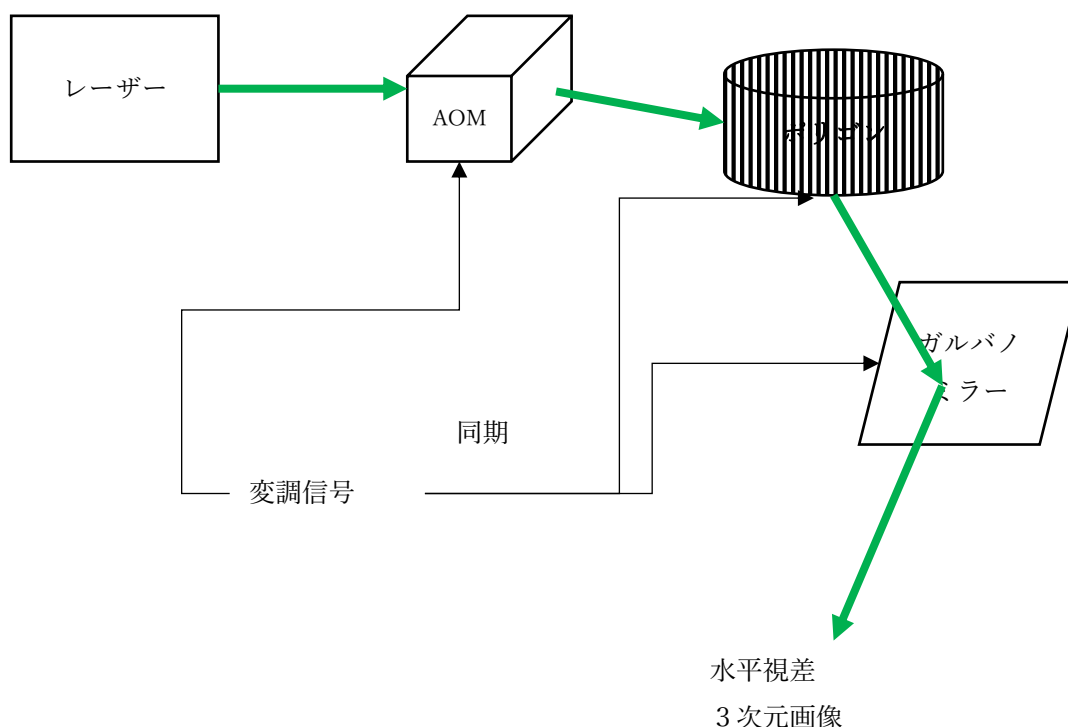 レーザー
AOM
ポリゴン
ガルバノ
ミラー
同期
変調信号
水平視差
３次元画像